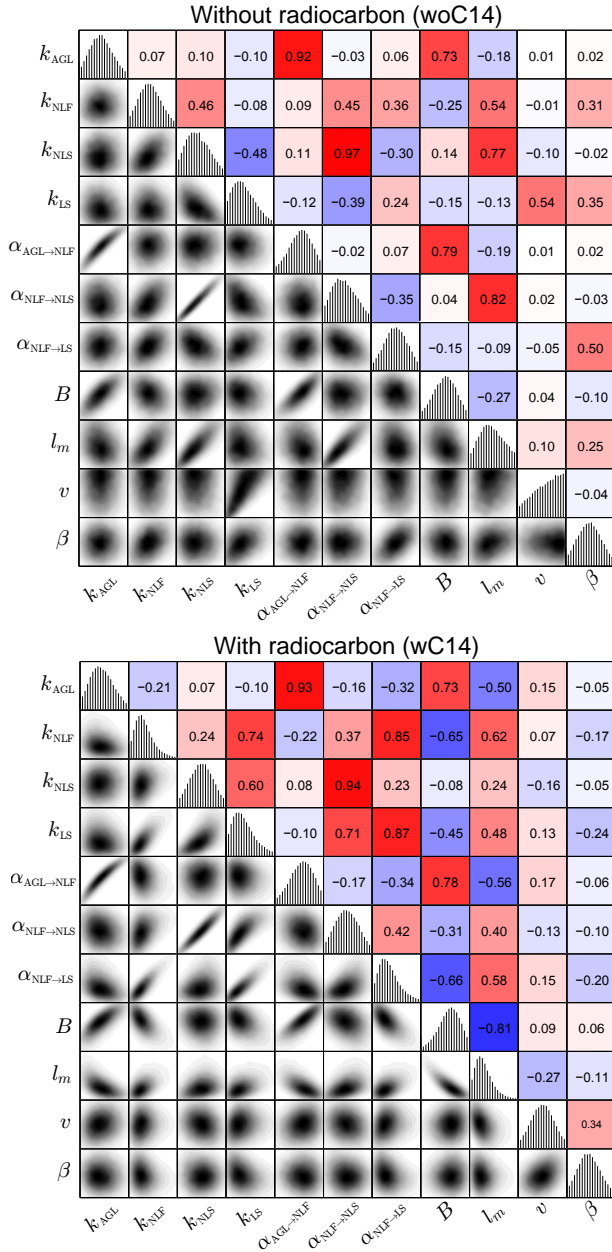 Without radiocarbon (woC14)
k_AGL 0.07 0.10 −0.10 0.92 −0.03 0.06 0.73 −0.18 0.01 0.02
k_NLF 0.46 −0.08 0.09 0.45 0.36 −0.25 0.54 −0.01 0.31
k_NLS −0.48 0.11 0.97 −0.30 0.14 0.77 −0.10 −0.02
k_LS −0.12 −0.39 0.24 −0.15 −0.13 0.54 0.35
α_AGL→NLF −0.02 0.07 0.79 −0.19 0.01 0.02
α_NLF→NLS −0.35 0.04 0.82 0.02 −0.03
α_NLF→LS −0.15 −0.09 −0.05 0.50
B −0.27 0.04 −0.10
l_m 0.10 0.25
v −0.04
β
k_AGL k_NLF k_NLS k_LS α_AGL→NLF α_NLF→NLS α_NLF→LS B l_m v β
With radiocarbon (wC14)
k_AGL −0.21 0.07 −0.10 0.93 −0.16 −0.32 0.73 −0.50 0.15 −0.05
k_NLF 0.24 0.74 −0.22 0.37 0.85 −0.65 0.62 0.07 −0.17
k_NLS 0.60 0.08 0.94 0.23 −0.08 0.24 −0.16 −0.05
k_LS −0.10 0.71 0.87 −0.45 0.48 0.13 −0.24
α_AGL→NLF −0.17 −0.34 0.78 −0.56 0.17 −0.06
α_NLF→NLS 0.42 −0.31 0.40 −0.13 −0.10
α_NLF→LS −0.66 0.58 0.15 −0.20
B −0.81 0.09 0.06
l_m −0.27 −0.11
v 0.34
β
k_AGL k_NLF k_NLS k_LS α_AGL→NLF α_NLF→NLS α_NLF→LS B l_m v β